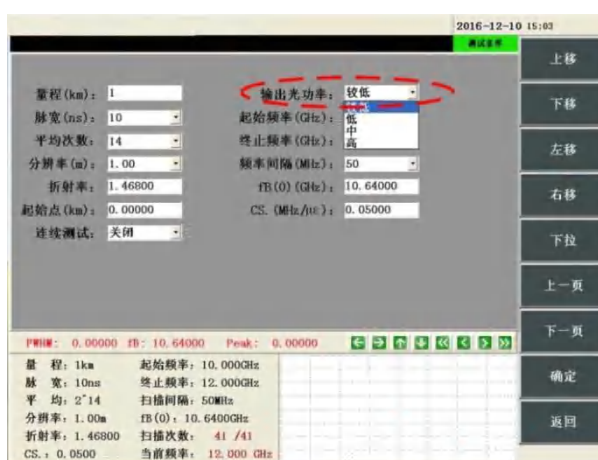 2016-12-10 15:03
测试条件
量程(km): 1
输出光功率: 较低
脉宽(ns): 10
起始频率(GHz):
较低
低
中
高
平均次数: 14
终止频率(GHz):
分辨率(m): 1.00
频率间隔(MHz): 50
折射率: 1.46800
fB(0)(GHz): 10.64000
起始点(km): 0.00000
CS.(MHz/με): 0.05000
连续测试: 关闭
上移
下移
左移
右移
下拉
上一页
下一页
确定
返回
FWHM: 0.00000 fB: 10.64000 Peak: 0.00000
量 程: 1km 起始频率: 10.000GHz
脉 宽: 10ns 终止频率: 12.000GHz
平 均: 2^14 扫描间隔: 50MHz
分辨率: 1.00m fB(0): 10.6400GHz
折射率: 1.46800 扫描次数: 41 /41
CS.: 0.0500 当前频率: 12.000 GHz